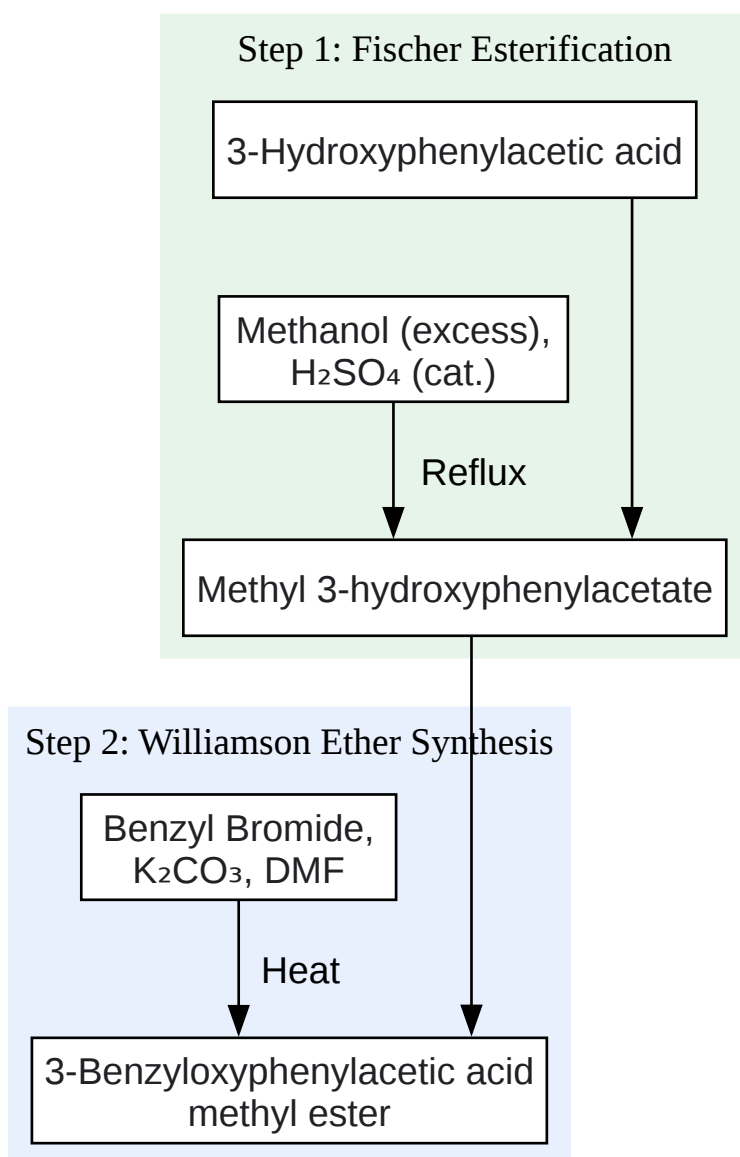 Step 1: Fischer Esterification
3-Hydroxyphenylacetic acid
Methanol (excess),
H₂SO₄ (cat.)
Reflux
Methyl 3-hydroxyphenylacetate
Step 2: Williamson Ether Synthesis
Benzyl Bromide,
K₂CO₃, DMF
Heat
3-Benzyloxyphenylacetic acid
methyl ester